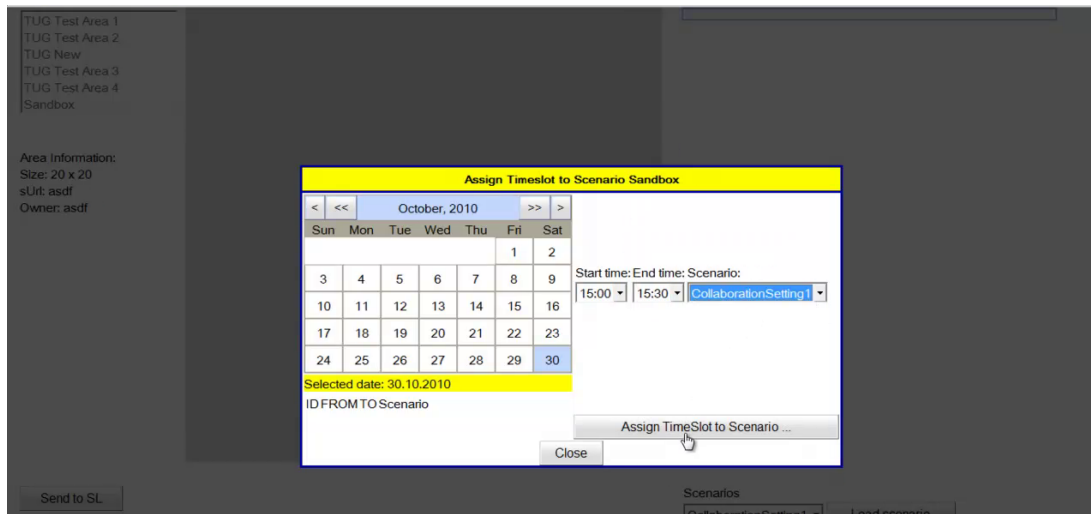 TUG Test Area 1
TUG Test Area 2
TUG New
TUG Test Area 3
TUG Test Area 4
Sandbox
Area Information:
Size: 20 x 20
sUrl: asdf
Owner: asdf
Assign Timeslot to Scenario Sandbox
< << October, 2010 >> >
Sun Mon Tue Wed Thu Fri Sat
1 2
3 4 5 6 7 8 9
10 11 12 13 14 15 16
17 18 19 20 21 22 23
24 25 26 27 28 29 30
Selected date: 30.10.2010
ID FROM TO Scenario
Start time: End time: Scenario:
15:00 15:30 CollaborationSetting1
Assign TimeSlot to Scenario ...
Close
Send to SL
Scenarios
CollaborationSetting1 Load scenario